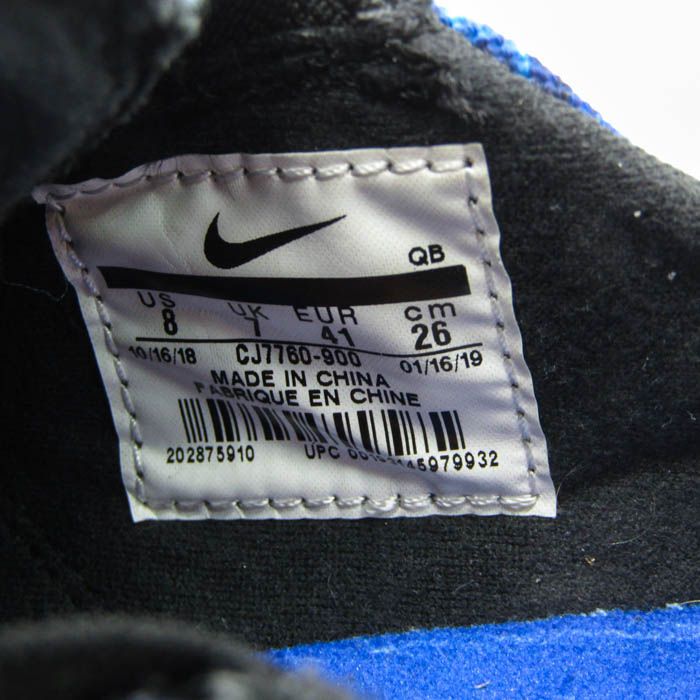 QB
US UK EUR cm
8 7 41 26
10/16/18 CJ7760-900 01/16/19
MADE IN CHINA
FABRIQUE EN CHINE
202875910 UPC